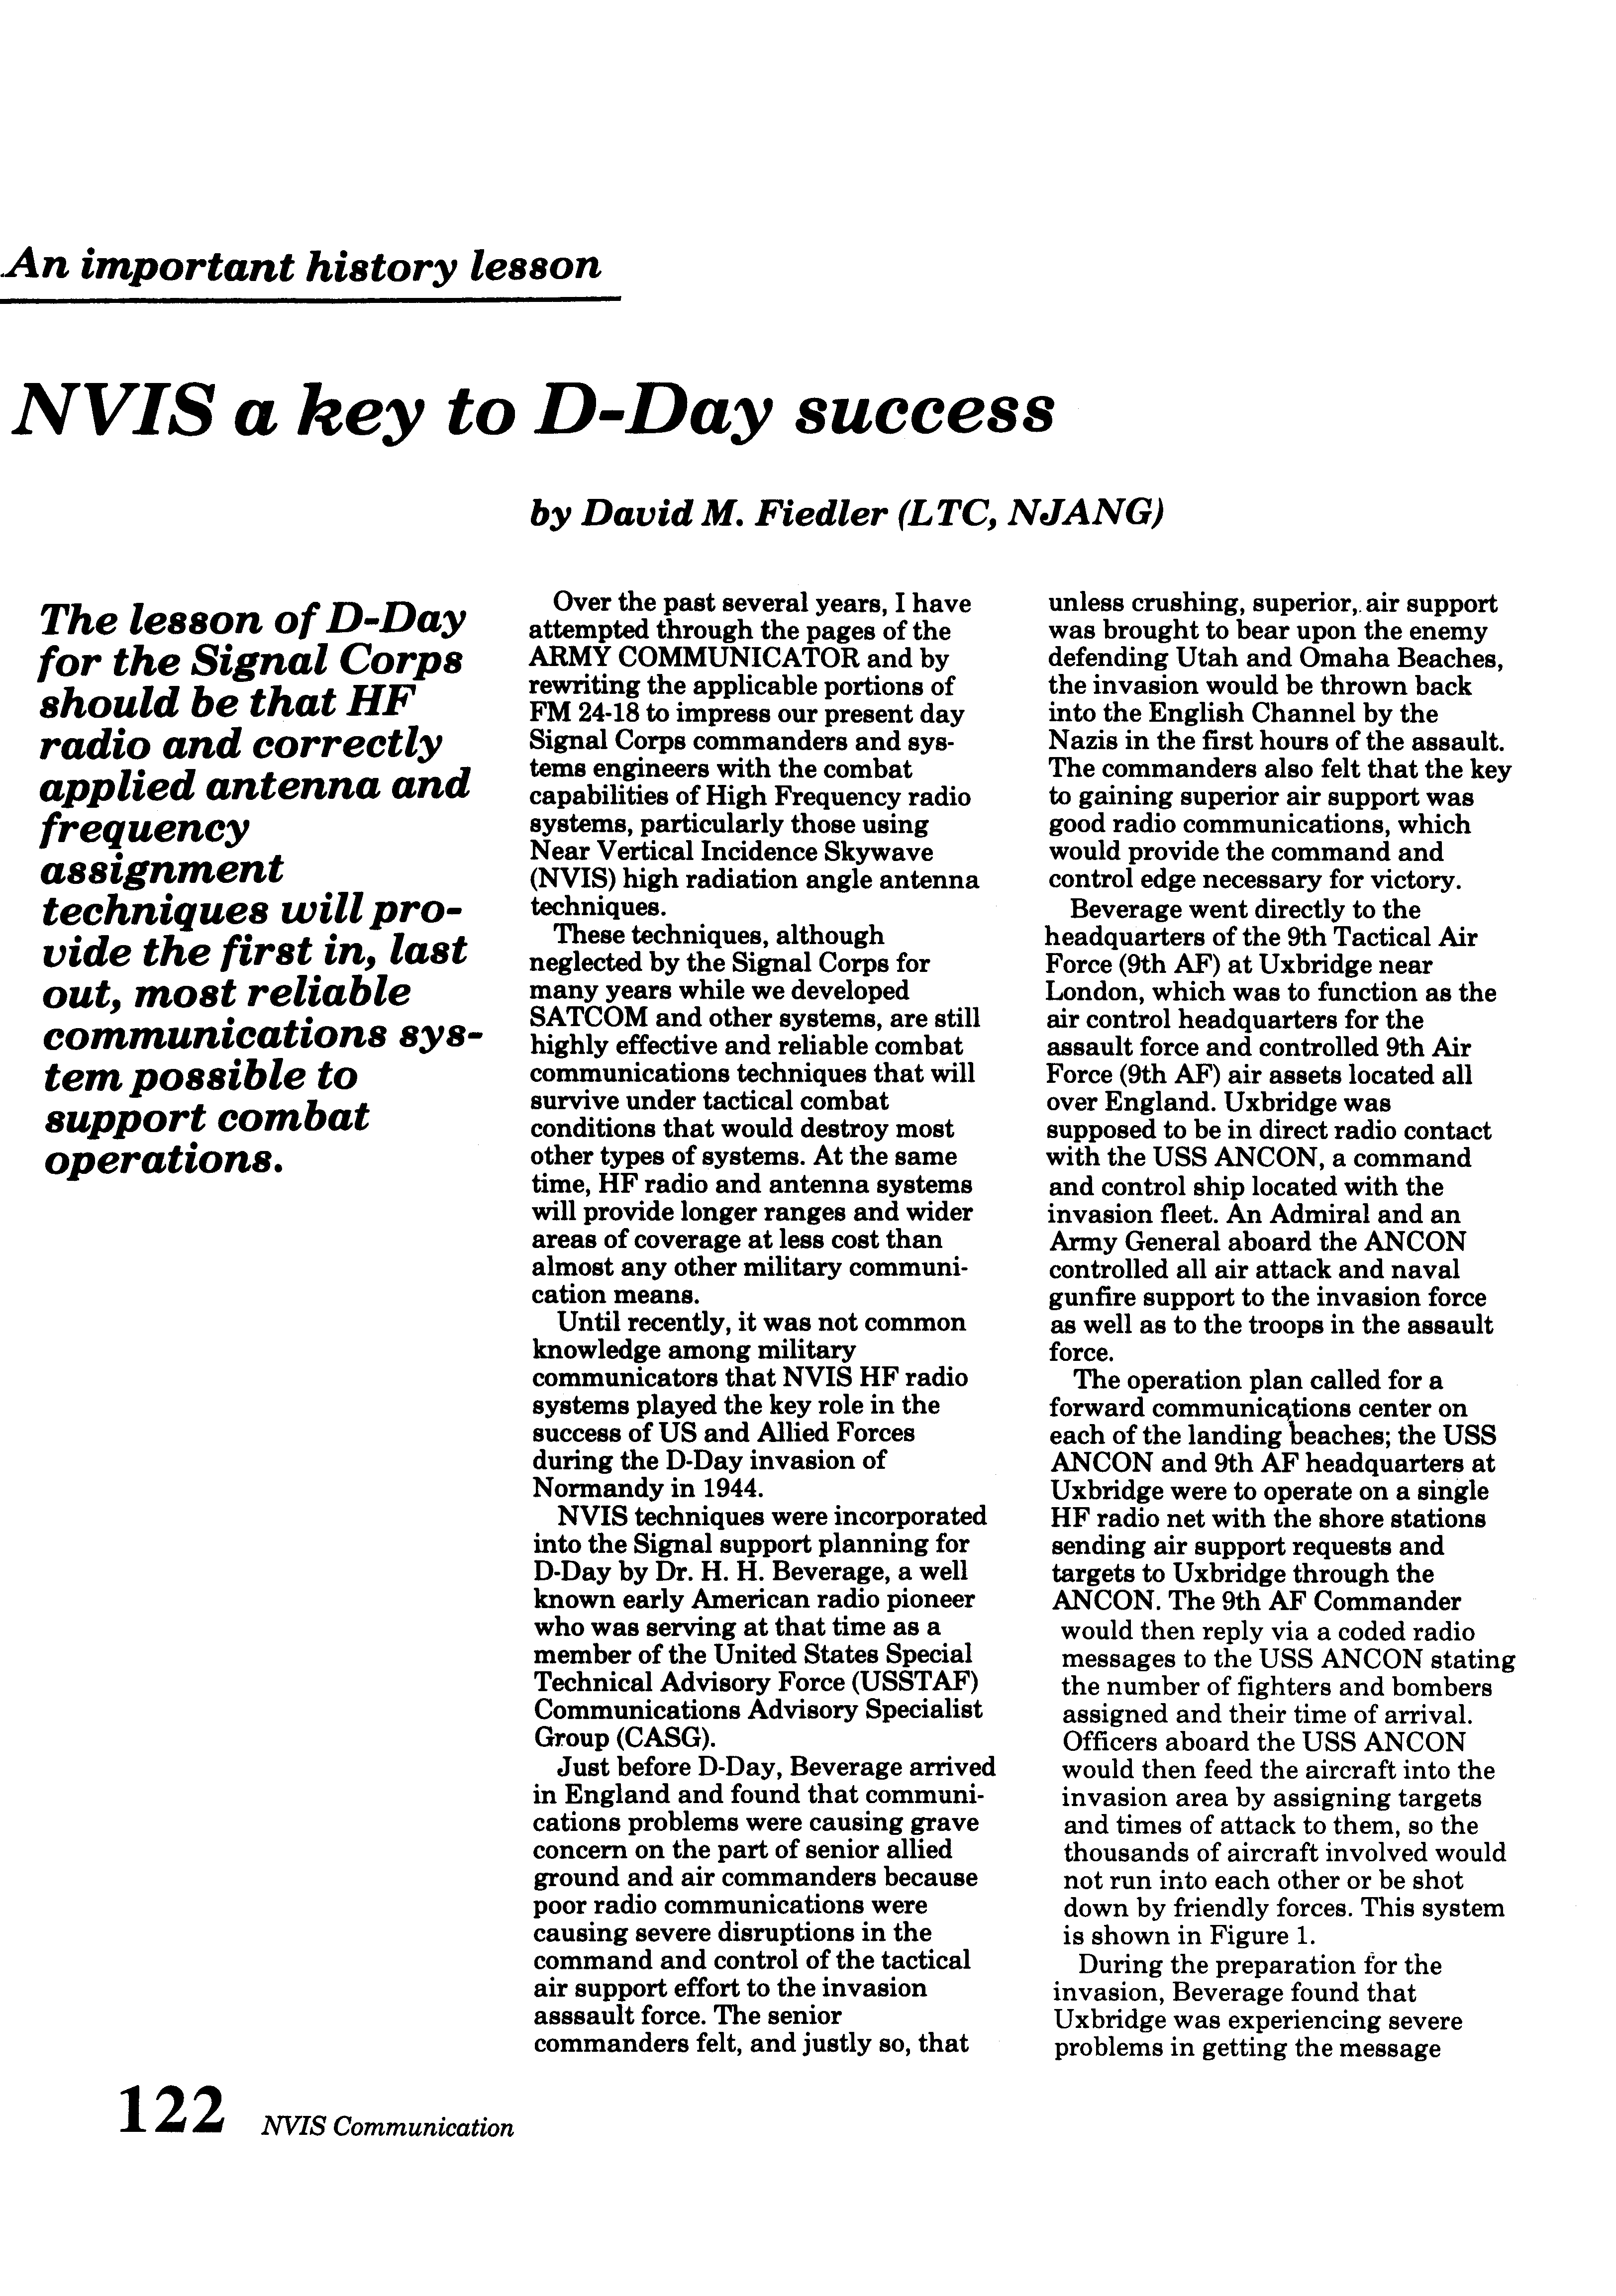 An important history lesson
NVIS a key to D-Day success
by David M. Fiedler (LTC, NJANG)
The lesson of D-Day
for the Signal Corps
should be that HF
radio and correctly
applied antenna and
frequency
assignment
techniques will pro-
vide the first in, last
out, most reliable
communications sys-
tem possible to
support combat
operations.
Over the past several years, I have
attempted through the pages of the
ARMY COMMUNICATOR and by
rewriting the applicable portions of
FM 24-18 to impress our present day
Signal Corps commanders and sys-
tems engineers with the combat
capabilities of High Frequency radio
systems, particularly those using
Near Vertical Incidence Skywave
(NVIS) high radiation angle antenna
techniques.
These techniques, although
neglected by the Signal Corps for
many years while we developed
SATCOM and other systems, are still
highly effective and reliable combat
communications techniques that will
survive under tactical combat
conditions that would destroy most
other types of systems. At the same
time, HF radio and antenna systems
will provide longer ranges and wider
areas of coverage at less cost than
almost any other military communi-
cation means.
Until recently, it was not common
knowledge among military
communicators that NVIS HF radio
systems played the key role in the
success of US and Allied Forces
during the D-Day invasion of
Normandy in 1944.
NVIS techniques were incorporated
into the Signal support planning for
D-Day by Dr. H. H. Beverage, a well
known early American radio pioneer
who was serving at that time as a
member of the United States Special
Technical Advisory Force (USSTAF)
Communications Advisory Specialist
Group (CASG).
Just before D-Day, Beverage arrived
in England and found that communi-
cations problems were causing grave
concern on the part of senior allied
ground and air commanders because
poor radio communications were
causing severe disruptions in the
command and control of the tactical
air support effort to the invasion
asssault force. The senior
commanders felt, and justly so, that
unless crushing, superior, air support
was brought to bear upon the enemy
defending Utah and Omaha Beaches,
the invasion would be thrown back
into the English Channel by the
Nazis in the first hours of the assault.
The commanders also felt that the key
to gaining superior air support was
good radio communications, which
would provide the command and
control edge necessary for victory.
Beverage went directly to the
headquarters of the 9th Tactical Air
Force (9th AF) at Uxbridge near
London, which was to function as the
air control headquarters for the
assault force and controlled 9th Air
Force (9th AF) air assets located all
over England. Uxbridge was
supposed to be in direct radio contact
with the USS ANCON, a command
and control ship located with the
invasion fleet. An Admiral and an
Army General aboard the ANCON
controlled all air attack and naval
gunfire support to the invasion force
as well as to the troops in the assault
force.
The operation plan called for a
forward communications center on
each of the landing beaches; the USS
ANCON and 9th AF headquarters at
Uxbridge were to operate on a single
HF radio net with the shore stations
sending air support requests and
targets to Uxbridge through the
ANCON. The 9th AF Commander
would then reply via a coded radio
messages to the USS ANCON stating
the number of fighters and bombers
assigned and their time of arrival.
Officers aboard the USS ANCON
would then feed the aircraft into the
invasion area by assigning targets
and times of attack to them, so the
thousands of aircraft involved would
not run into each other or be shot
down by friendly forces. This system
is shown in Figure 1.
During the preparation for the
invasion, Beverage found that
Uxbridge was experiencing severe
problems in getting the message
122 NVIS Communication